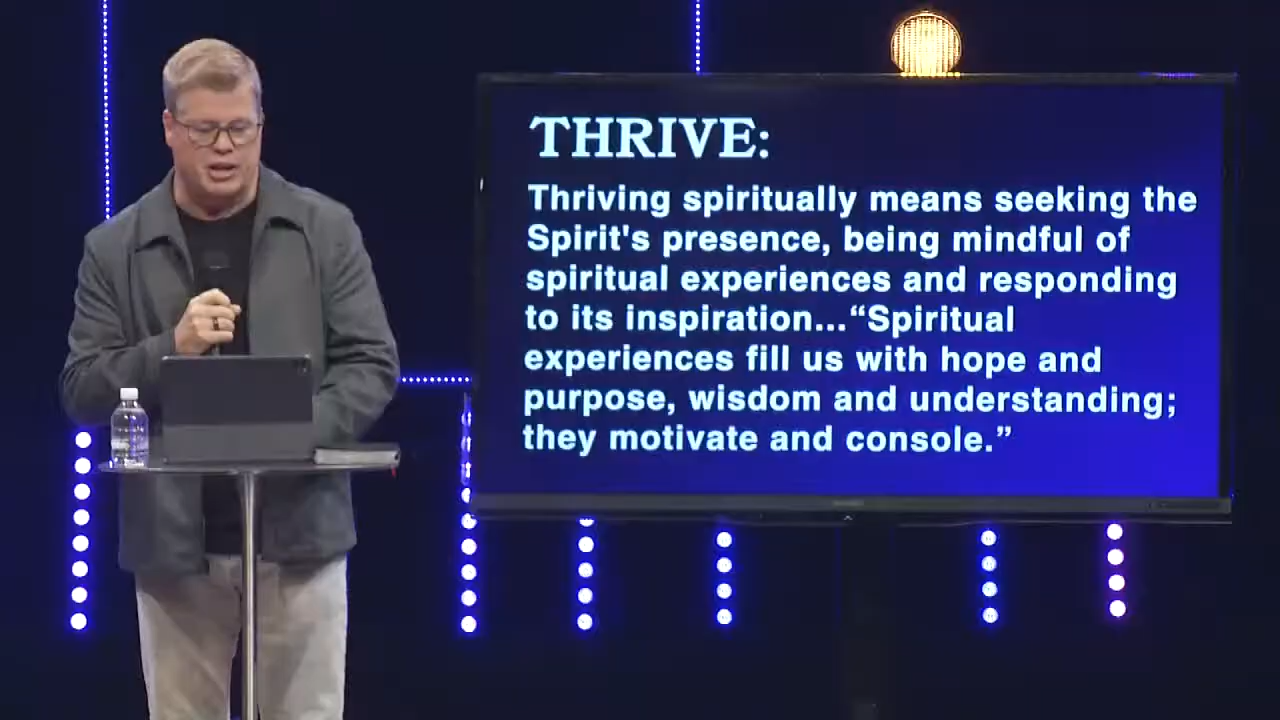 THRIVE:
Thriving spiritually means seeking the
Spirit's presence, being mindful of
spiritual experiences and responding
to its inspiration...“Spiritual
experiences fill us with hope and
purpose, wisdom and understanding;
they motivate and console.”